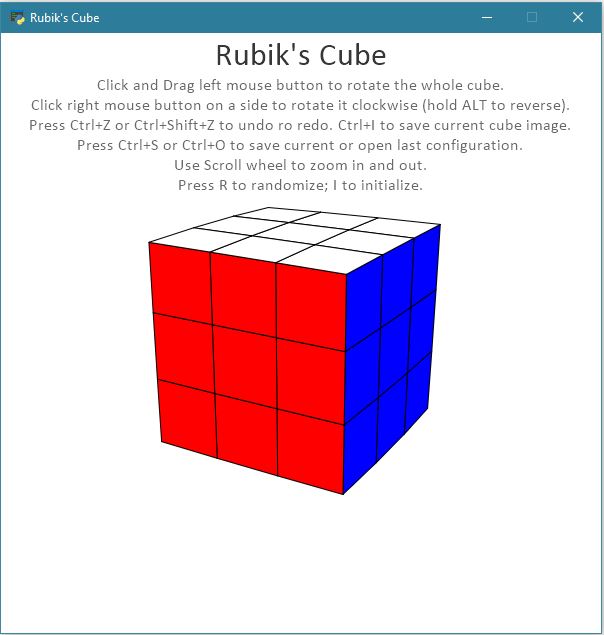 Rubik's Cube
Rubik's Cube
Click and Drag left mouse button to rotate the whole cube.
Click right mouse button on a side to rotate it clockwise (hold ALT to reverse).
Press Ctrl+Z or Ctrl+Shift+Z to undo ro redo. Ctrl+I to save current cube image.
Press Ctrl+S or Ctrl+O to save current or open last configuration.
Use Scroll wheel to zoom in and out.
Press R to randomize; I to initialize.